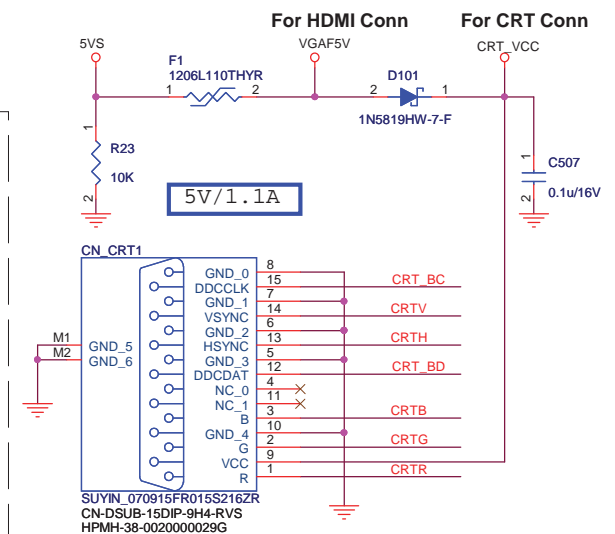 For HDMI Conn For CRT Conn
5VS VGAF5V CRT_VCC
F1
1206L110THYR
1 2
D101
2 1
1N5819HW-7-F
1
R23
10K
2
1
C507
0.1u/16V
2
5V/1.1A
CN_CRT1
GND_0 8
DDCCLK 15 CRT_BC
GND_1 7
VSYNC 14 CRTV
GND_2 6
HSYNC 13 CRTH
GND_3 5
DDCDAT 12 CRT_BD
NC_0 4
NC_1 11
B 3 CRTB
GND_4 10
G 2 CRTG
VCC 9
R 1 CRTR
M1 GND_5
M2 GND_6
SUYIN_070915FR015S216ZR
CN-DSUB-15DIP-9H4-RVS
HPMH-38-0020000029G